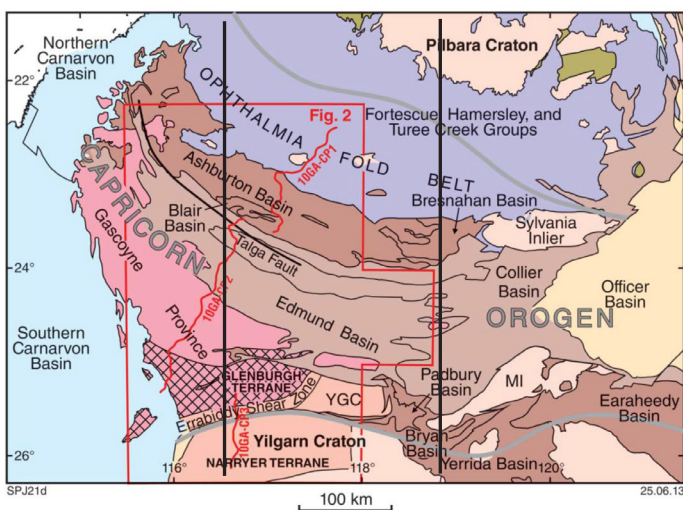 Northern
Carnarvon
Basin
Pilbara Craton
22°
OPHTHALMIA
FOLD
BELT
Fig. 2
Fortescue, Hamersley, and
Turee Creek Groups
10GA-CP1
Ashburton Basin
CAPRICORN
Blair
Basin
Bresnahan Basin
Sylvania
Inlier
Gascoyne
Province
Talga Fault
24°
10GA-CP2
Collier
Basin
Officer
Basin
Edmund Basin
OROGEN
Southern
Carnarvon
Basin
GLENBURGH
TERRANE
Padbury
Basin
MI
YGC
Errabiddy Shear Zone
Earaheedy
Basin
10GA-CP3
Yilgarn Craton
Bryah
Basin
26°
116°
NARRYER TERRANE
118°
Yerrida Basin
120°
SPJ21d
25.06.13
100 km